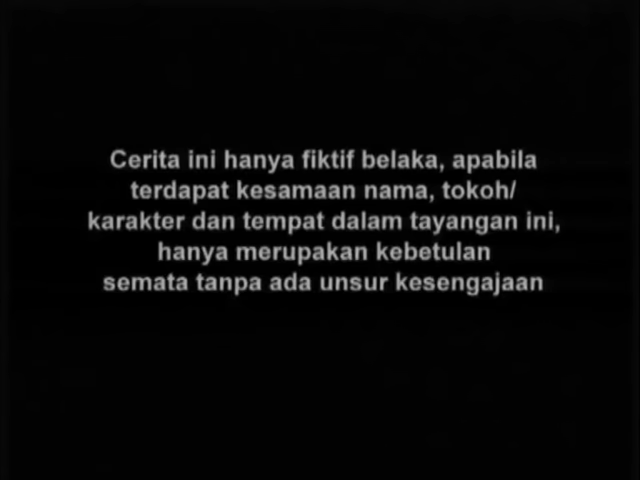 Cerita ini hanya fiktif belaka, apabila
terdapat kesamaan nama, tokoh/
karakter dan tempat dalam tayangan ini,
hanya merupakan kebetulan
semata tanpa ada unsur kesengajaan